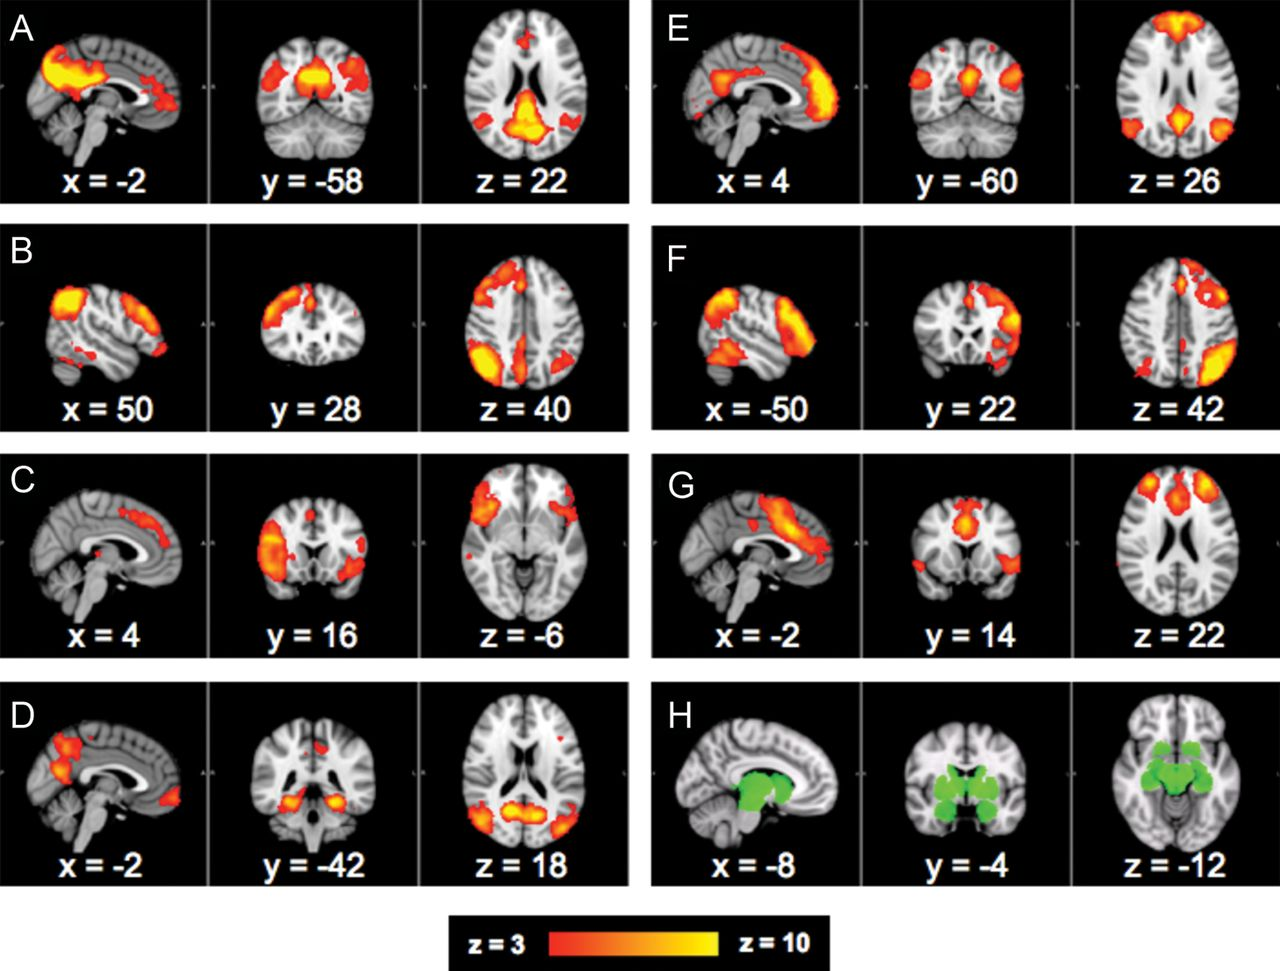 A
x = -2
y = -58
z = 22
E
x = 4
y = -60
z = 26
B
x = 50
y = 28
z = 40
F
x = -50
y = 22
z = 42
C
x = 4
y = 16
z = -6
G
x = -2
y = 14
z = 22
D
x = -2
y = -42
z = 18
H
x = -8
y = -4
z = -12
z = 3
z = 10